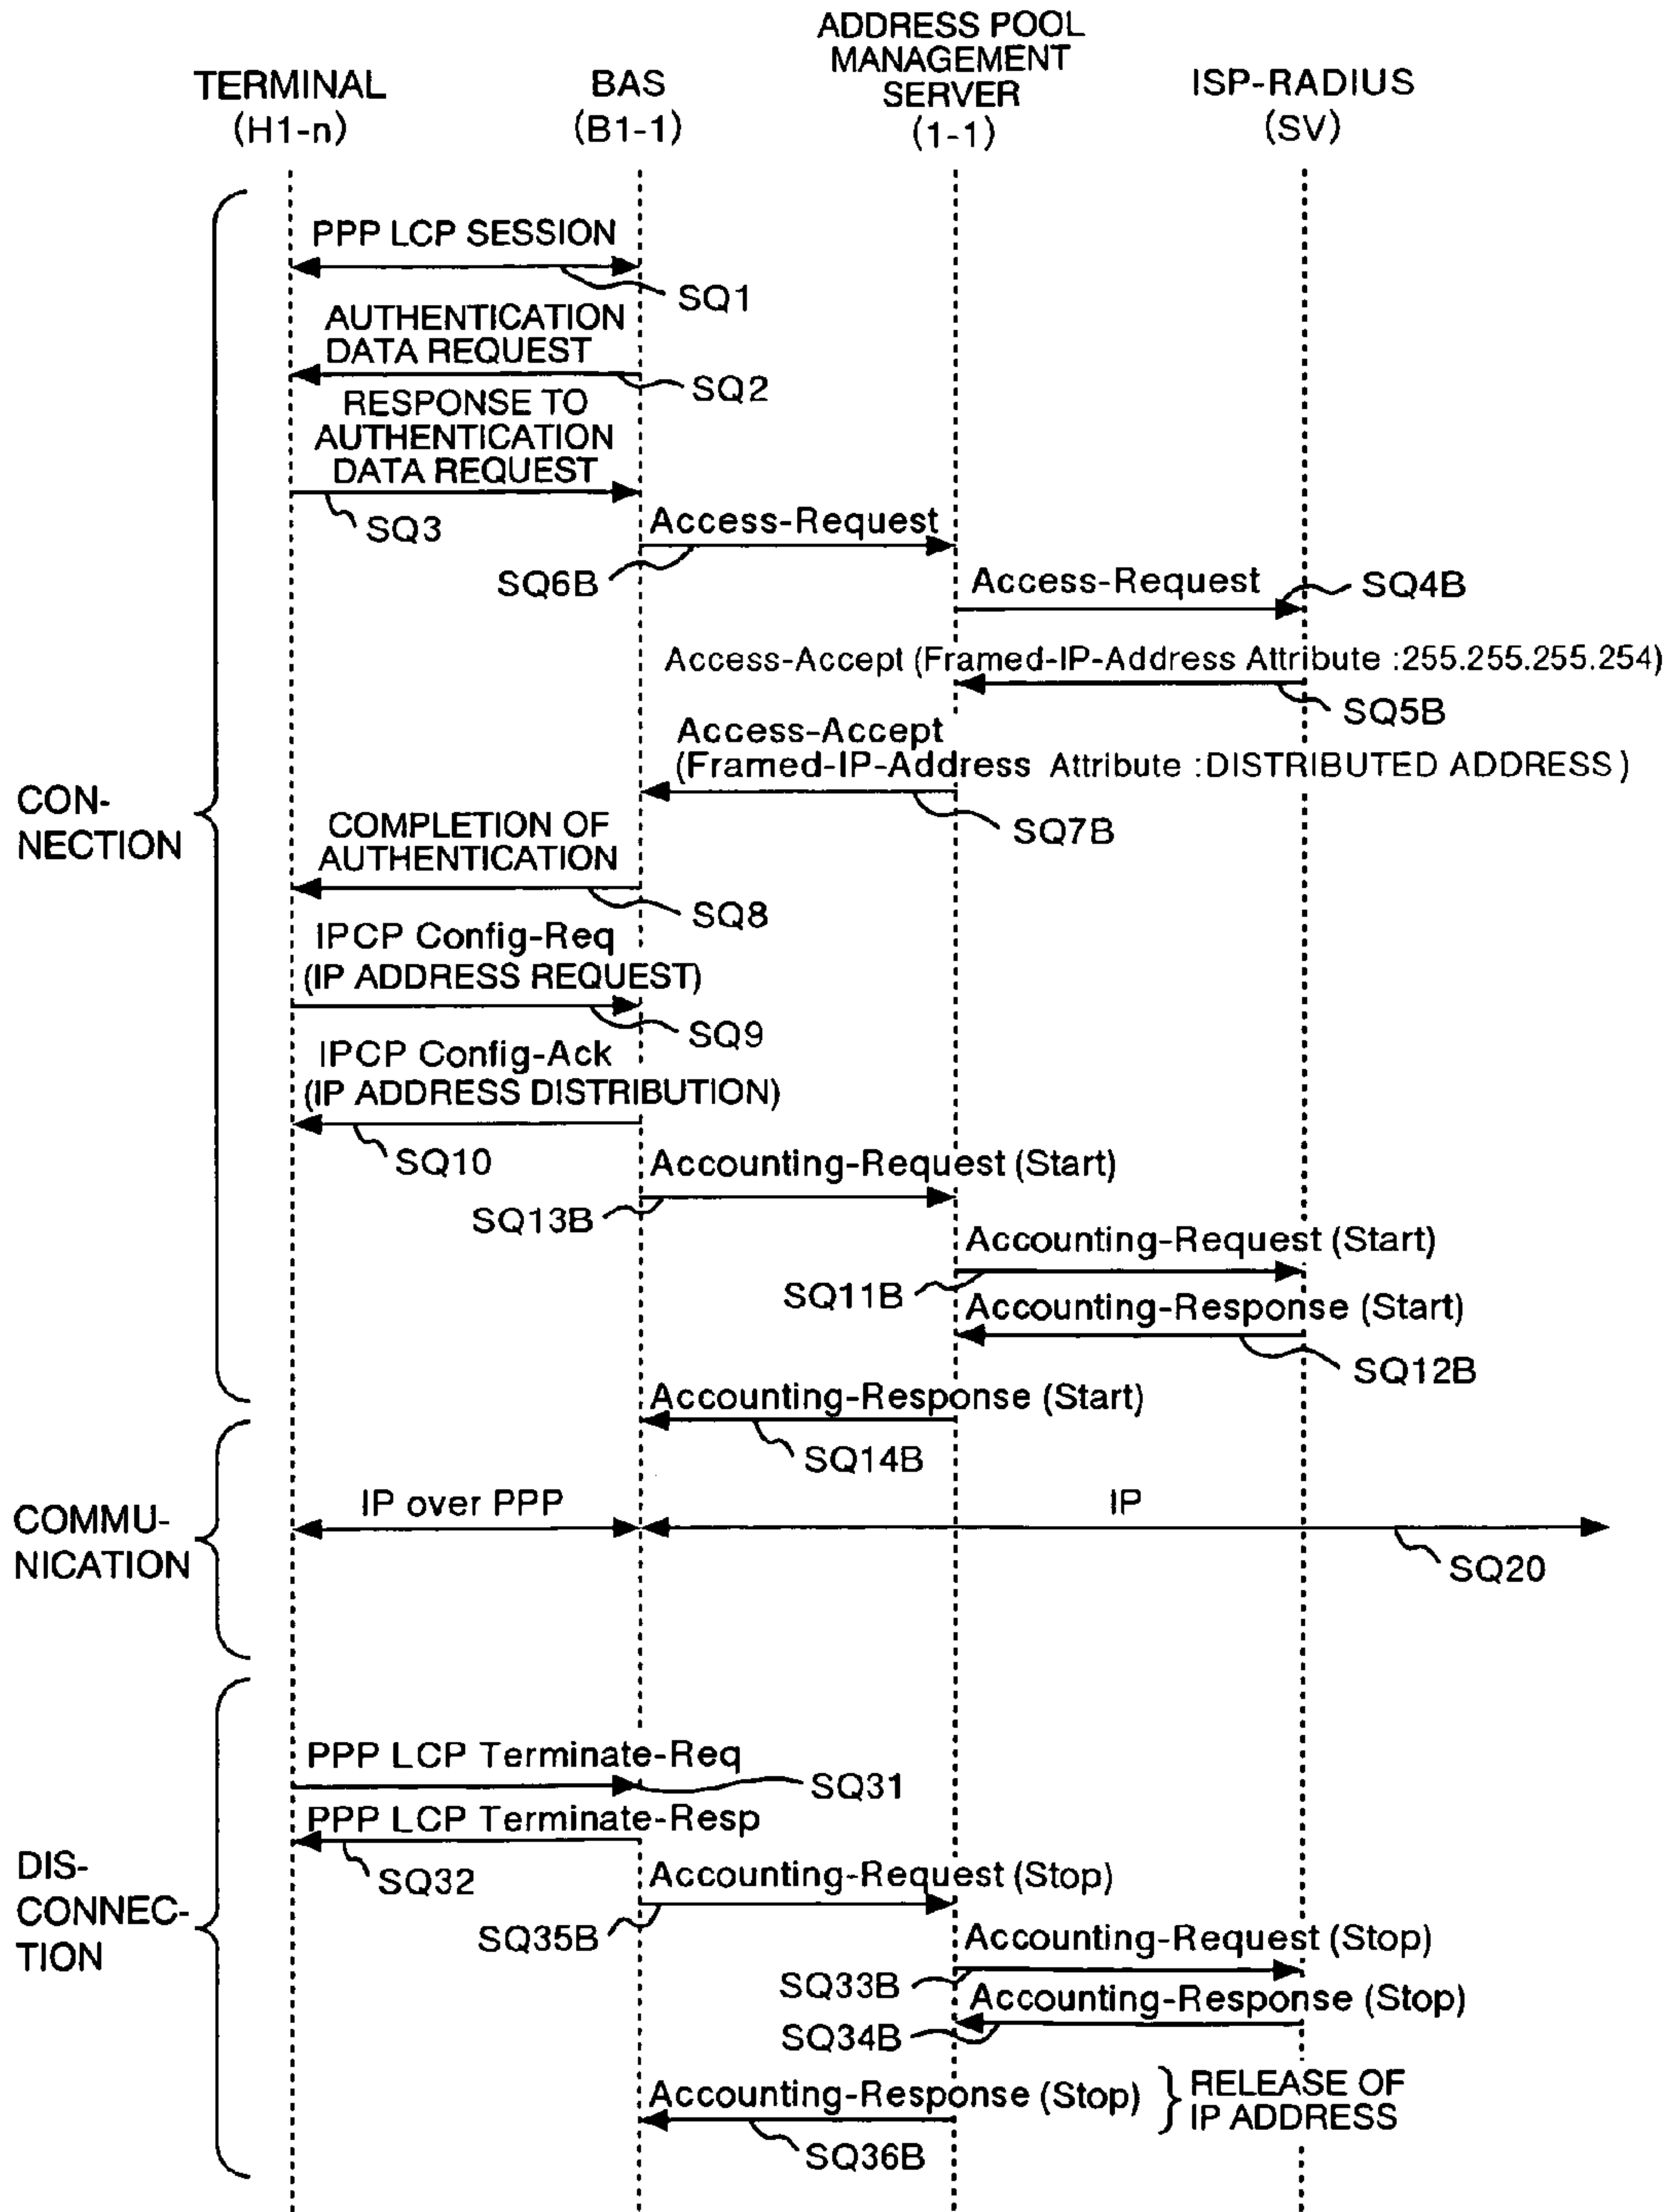 ADDRESS POOL
MANAGEMENT
SERVER
(1-1)
TERMINAL
(H1-n)
BAS
(B1-1)
ISP-RADIUS
(SV)
PPP LCP SESSION
SQ1
AUTHENTICATION
DATA REQUEST
SQ2
RESPONSE TO
AUTHENTICATION
DATA REQUEST
SQ3
Access-Request
SQ6B
Access-Request
SQ4B
Access-Accept (Framed-IP-Address Attribute :255.255.255.254)
SQ5B
Access-Accept
(Framed-IP-Address Attribute :DISTRIBUTED ADDRESS)
SQ7B
CON-
NECTION
COMPLETION OF
AUTHENTICATION
SQ8
IPCP Config-Req
(IP ADDRESS REQUEST)
SQ9
IPCP Config-Ack
(IP ADDRESS DISTRIBUTION)
SQ10
Accounting-Request (Start)
SQ13B
Accounting-Request (Start)
SQ11B
Accounting-Response (Start)
SQ12B
Accounting-Response (Start)
SQ14B
COMMU-
NICATION
IP over PPP
IP
SQ20
PPP LCP Terminate-Req
SQ31
PPP LCP Terminate-Resp
SQ32
DIS-
CONNEC-
TION
Accounting-Request (Stop)
SQ35B
Accounting-Request (Stop)
SQ33B
Accounting-Response (Stop)
SQ34B
Accounting-Response (Stop)
RELEASE OF
IP ADDRESS
SQ36B